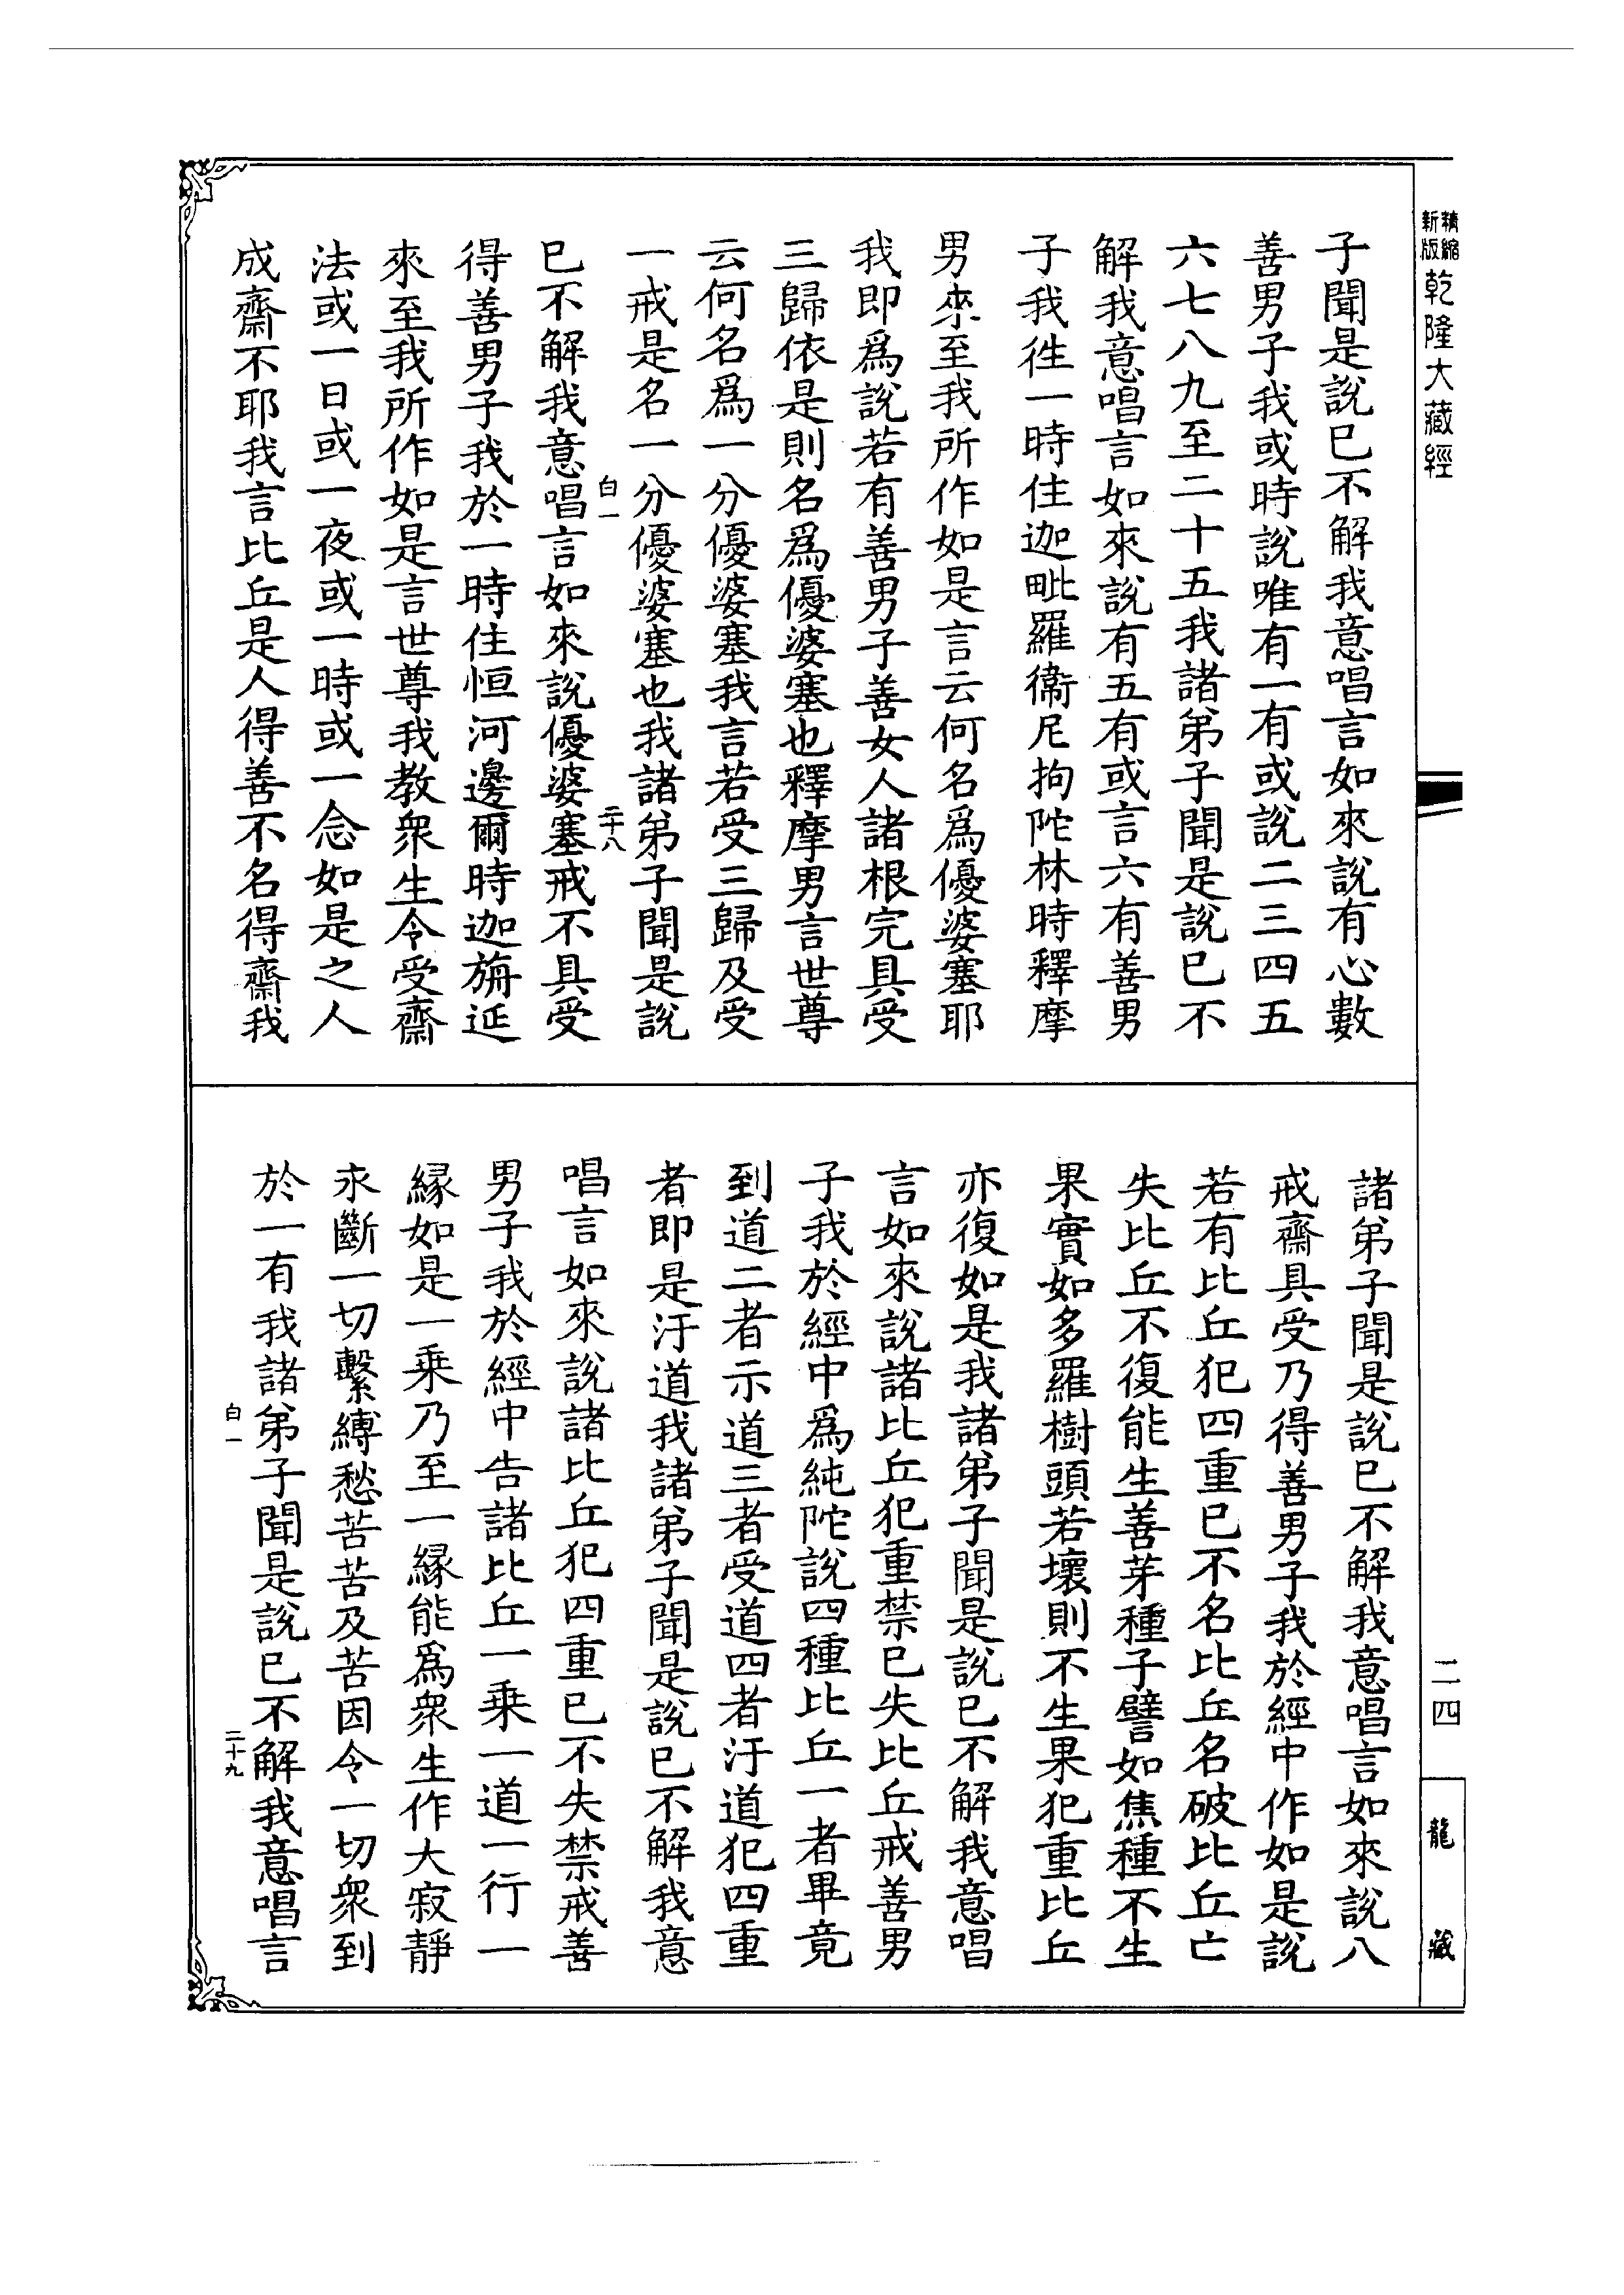 新版 精縮 乾隆大藏經
子聞是說已不解我意唱言如來說有心數
善男子我或時說唯有一有或說二三四五
六七八九至二十五我諸弟子聞是說已不
解我意唱言如來說有五有或言六有善男
子我徃一時住迦毗羅衞尼拘陀林時釋摩
男來至我所作如是言云何名爲優婆塞耶
我即爲說若有善男子善女人諸根完具受
三歸依是則名爲優婆塞也釋摩男言世尊
云何名爲一分優婆塞我言若受三歸及受
一戒是名一分優婆塞也我諸弟子聞是說
白一 二十八
已不解我意唱言如來說優婆塞戒不具受
得善男子我於一時住恒河邊爾時迦旃延
來至我所作如是言世尊我教衆生令受齋
法或一日或一夜或一時或一念如是之人
成齋不耶我言比丘是人得善不名得齋我
諸弟子聞是說已不解我意唱言如來說八
戒齋具受乃得善男子我於經中作如是說
若有比丘犯四重已不名比丘名破比丘亡
失比丘不復能生善芽種子譬如焦種不生
果實如多羅樹頭若壞則不生果犯重比丘
亦復如是我諸弟子聞是說已不解我意唱
言如來說諸比丘犯重禁已失比丘戒善男
子我於經中爲純陀說四種比丘一者畢竟
到道二者示道三者受道四者汙道犯四重
者即是汙道我諸弟子聞是說已不解我意
唱言如來說諸比丘犯四重已不失禁戒善
男子我於經中告諸比丘一乘一道一行一
緣如是一乘乃至一緣能爲衆生作大寂靜
永斷一切繫縛愁苦苦及苦因令一切衆到
於一有我諸弟子聞是說已不解我意唱言
白一 二十九
二四
龍藏